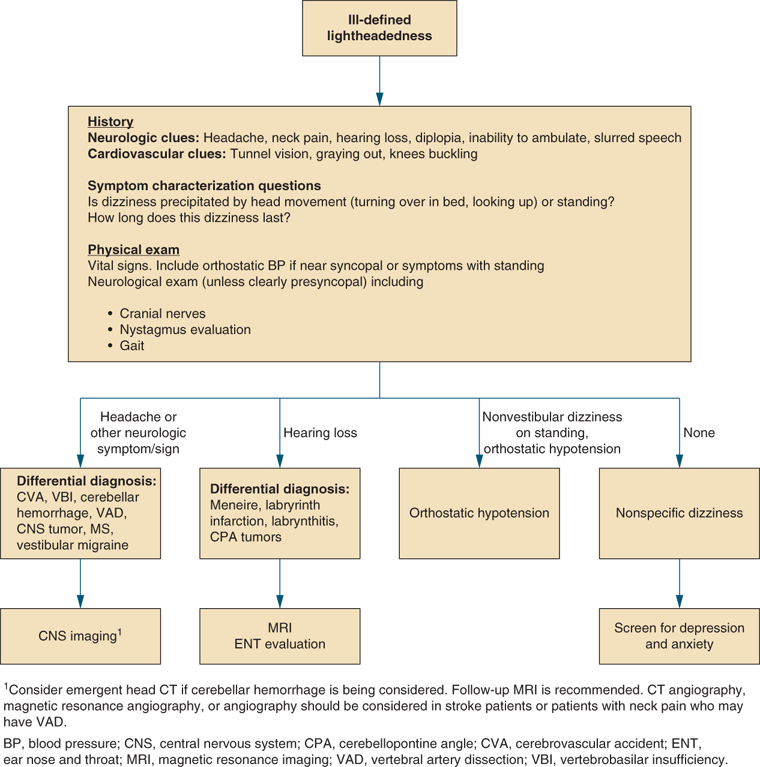 Ill-defined
lightheadedness
History
Neurologic clues: Headache, neck pain, hearing loss, diplopia, inability to ambulate, slurred speech
Cardiovascular clues: Tunnel vision, graying out, knees buckling
Symptom characterization questions
Is dizziness precipitated by head movement (turning over in bed, looking up) or standing?
How long does this dizziness last?
Physical exam
Vital signs. Include orthostatic BP if near syncopal or symptoms with standing
Neurological exam (unless clearly presyncopal) including
• Cranial nerves
• Nystagmus evaluation
• Gait
Headache or
other neurologic
symptom/sign
Hearing loss
Nonvestibular dizziness
on standing,
orthostatic hypotension
None
Differential diagnosis:
CVA, VBI, cerebellar
hemorrhage, VAD,
CNS tumor, MS,
vestibular migraine
Differential diagnosis:
Meneire, labyrinth
infarction, labrynthitis,
CPA tumors
Orthostatic hypotension
Nonspecific dizziness
CNS imaging¹
MRI
ENT evaluation
Screen for depression
and anxiety
¹Consider emergent head CT if cerebellar hemorrhage is being considered. Follow-up MRI is recommended. CT angiography,
magnetic resonance angiography, or angiography should be considered in stroke patients or patients with neck pain who may
have VAD.
BP, blood pressure; CNS, central nervous system; CPA, cerebellopontine angle; CVA, cerebrovascular accident; ENT,
ear nose and throat; MRI, magnetic resonance imaging; VAD, vertebral artery dissection; VBI, vertebrobasilar insufficiency.